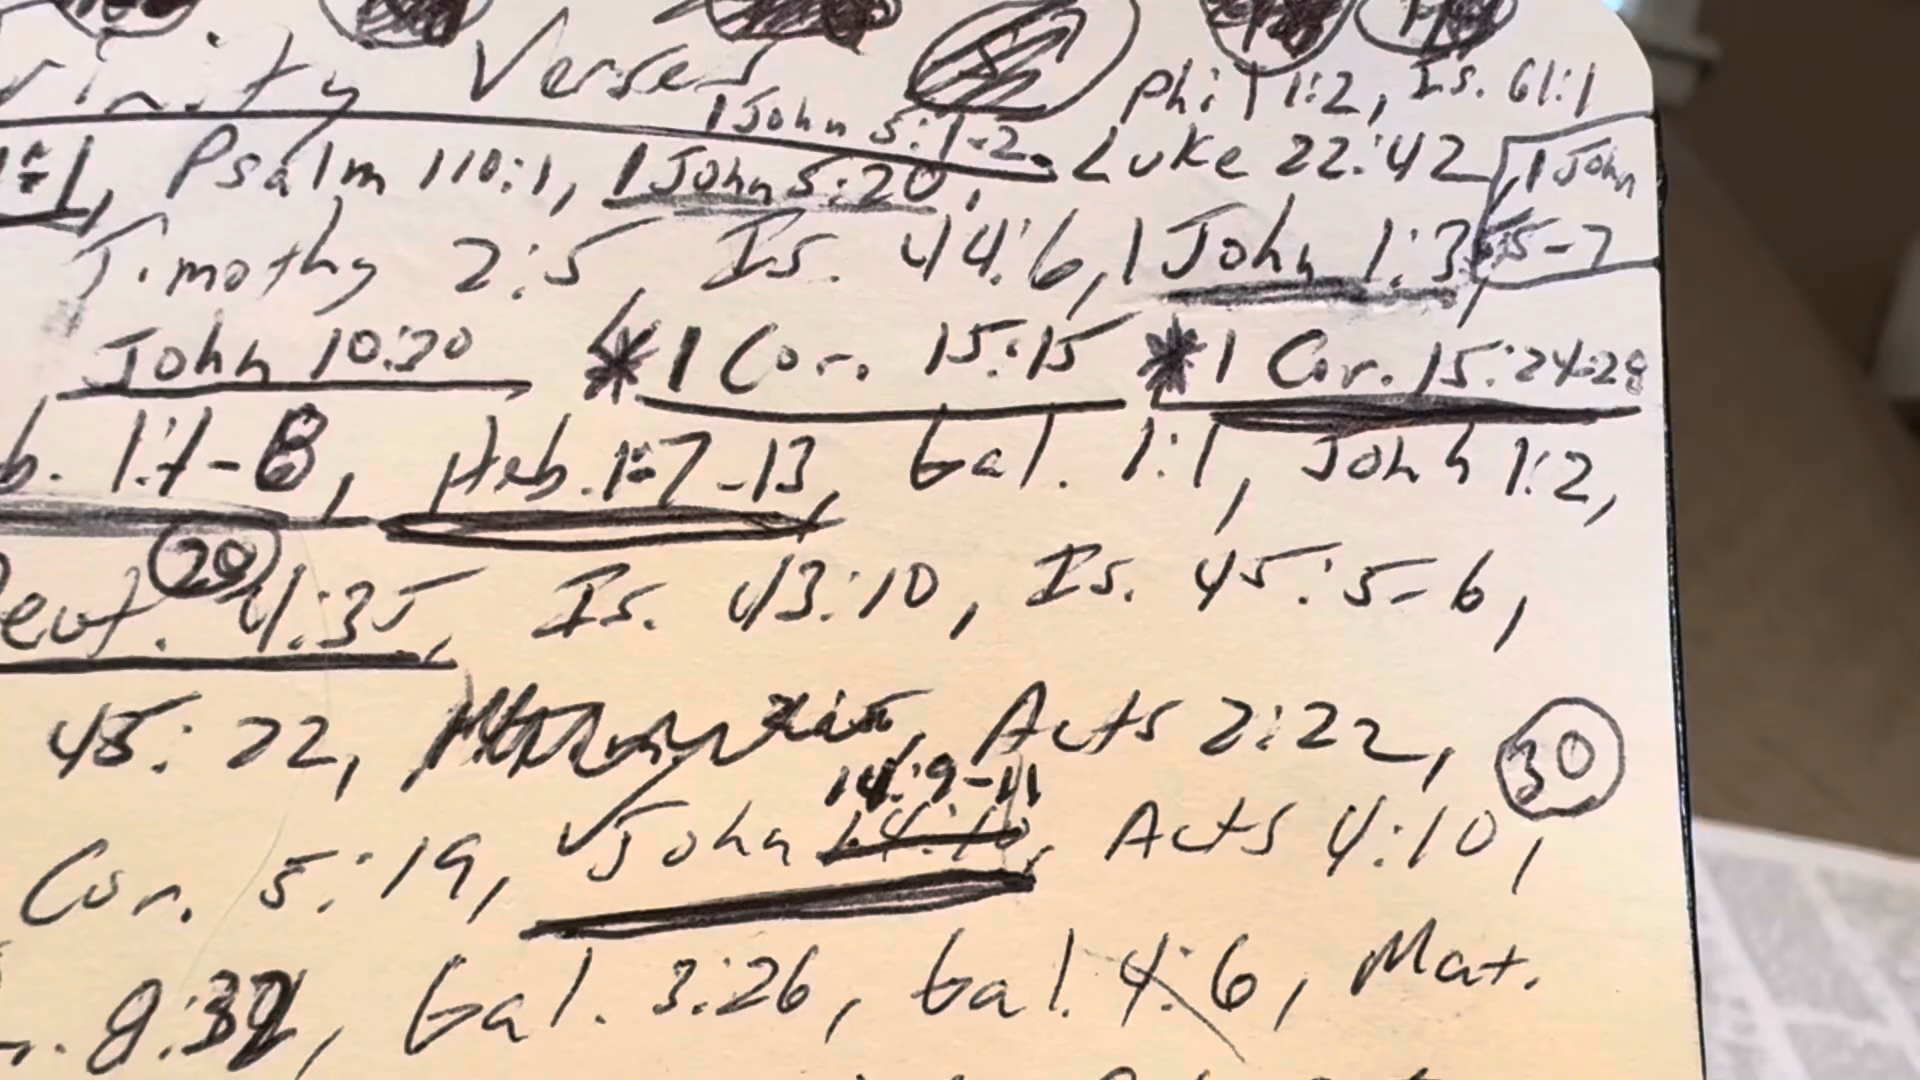 Verses
Phil 1:2, Is. 61:1
1 John 5:1-2
Psalm 110:1, 1 John 5:20, Luke 22:42, 1 John
5-7
Timothy 2:5, Is. 44:6, 1 John 1:3,
John 10:30 * 1 Cor. 15:15 * 1 Cor. 15:24-28
b. 1:1-8, Heb. 1:7-13, Gal. 1:1, John 1:2,
28
Deut. 4:35, Is. 43:10, Is. 45:5-6,
45:22, Acts 2:22, 30
14:9-11
Cor. 5:19, ✓John 14:10, Acts 4:10,
Gal. 3:26, Gal. 4:6, Mat.